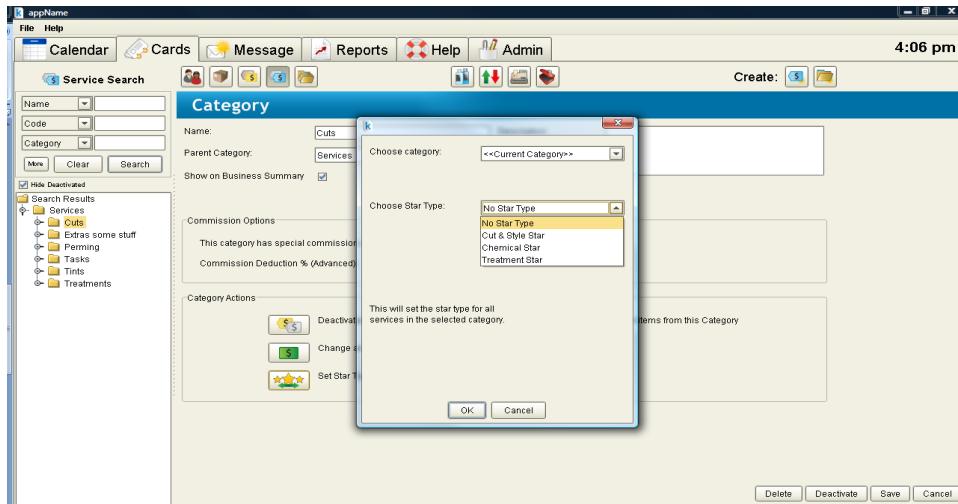 appName
File Help
Calendar Cards Message Reports Help Admin 4:06 pm
Service Search
Create:
Name
Code
Category
More Clear Search
Hide Deactivated
Search Results
Services
Cuts
Extras some stuff
Perming
Tasks
Tints
Treatments
Category
Name: Cuts
Parent Category: Services
Show on Business Summary
Commission Options
This category has special commission
Commission Deduction % (Advanced)
Category Actions
Deactivat
items from this Category
Change a
Set Star T
Choose category: <<Current Category>>
Choose Star Type: No Star Type
No Star Type
Cut & Style Star
Chemical Star
Treatment Star
This will set the star type for all
services in the selected category.
OK Cancel
Delete Deactivate Save Cancel